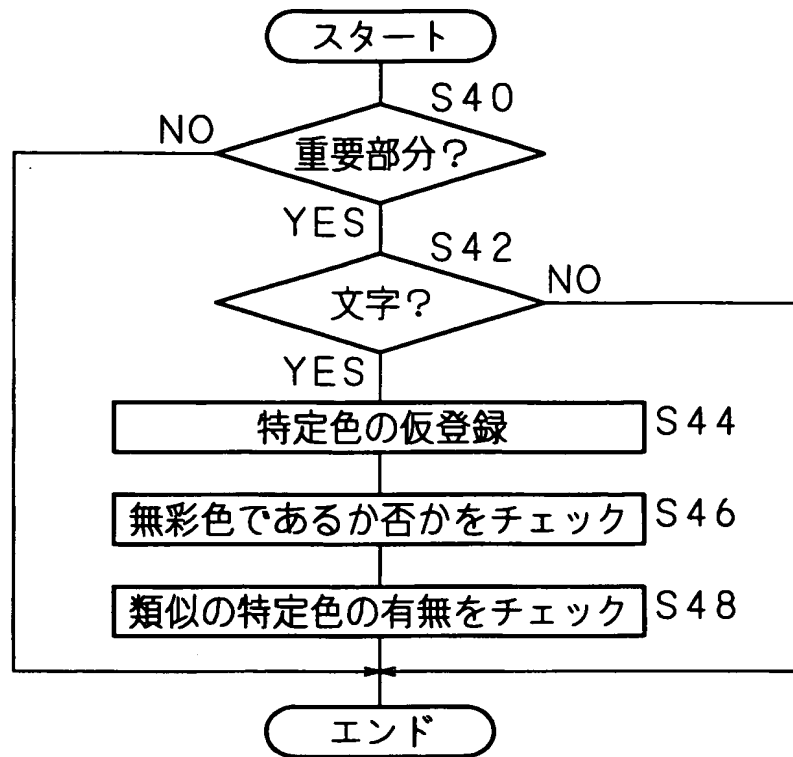 スタート
S40
NO
重要部分?
YES
S42
NO
文字?
YES
特定色の仮登録
S44
無彩色であるか否かをチェック
S46
類似の特定色の有無をチェック
S48
エンド